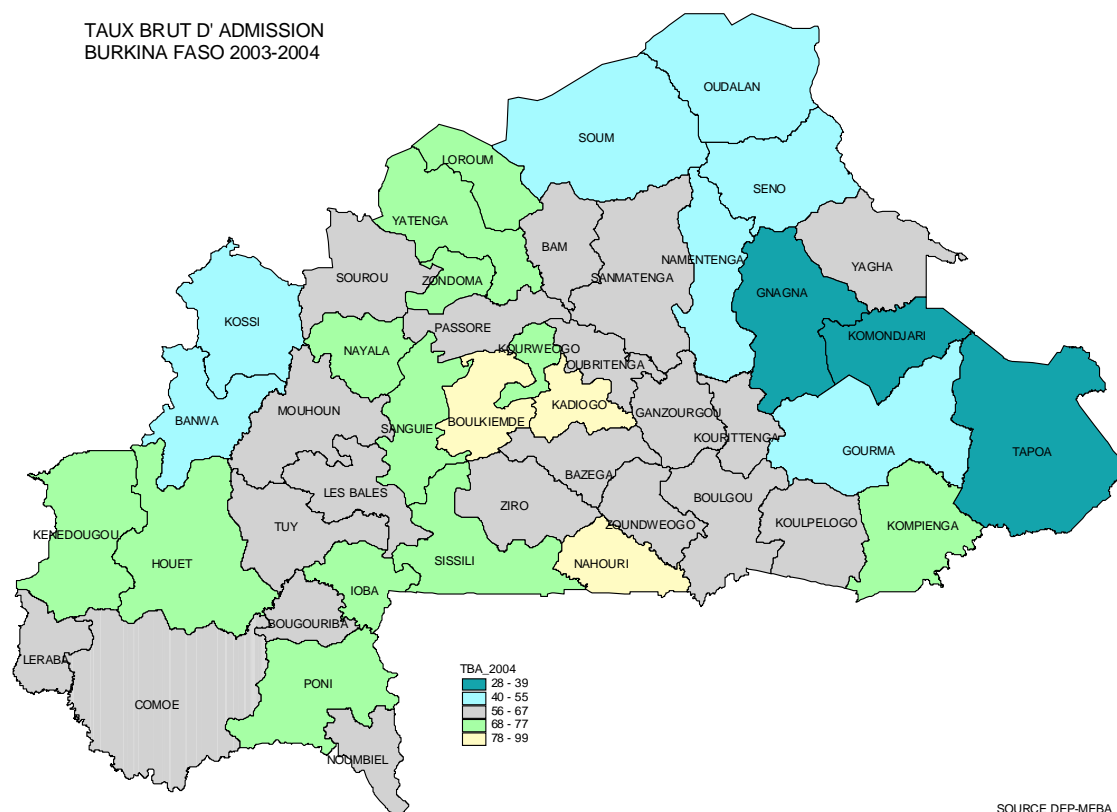 TAUX BRUT D' ADMISSION
BURKINA FASO 2003-2004
OUDALAN
SOUM
LOROUM
SENO
YATENGA
BAM
NAMENTENGA
YAGHA
SOUROU
ZONDOMA
SANMATENGA
GNAGNA
KOSSI
PASSORE
KOMONDJARI
NAYALA
KOURWEOGO
OUBRITENGA
MOUHOUN
KADIOGO
GANZOURGOU
BANWA
SANGUIE
BOULKIEMDE
KOURITTENGA
GOURMA
TAPOA
BAZEGA
LES BALES
BOULGOU
KEKEDOUGOU
ZIRO
TUY
ZOUNDWEOGO
KOULPELOGO
KOMPIENGA
HOUET
SISSILI
NAHOURI
IOBA
BOUGOURIBA
LERABA
PONI
COMOE
NOUMBIEL
TBA_2004
28 - 39
40 - 55
56 - 67
68 - 77
78 - 99
SOURCE DEP-MEBA